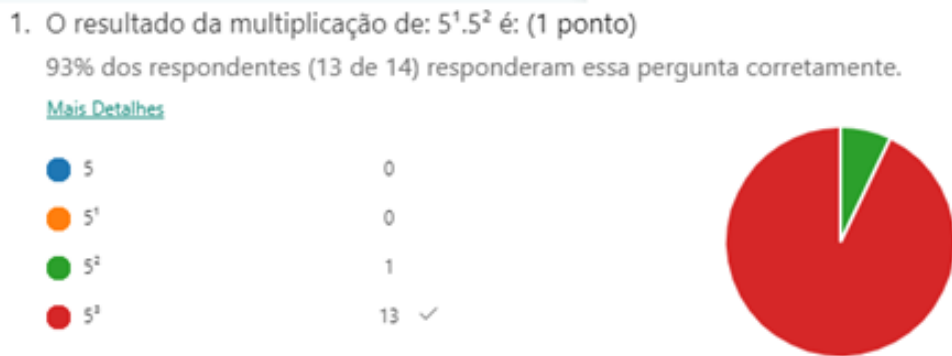 1. O resultado da multiplicação de: 5¹.5² é: (1 ponto)
93% dos respondentes (13 de 14) responderam essa pergunta corretamente.
Mais Detalhes
5 0
5¹ 0
5² 1
5³ 13 ✓